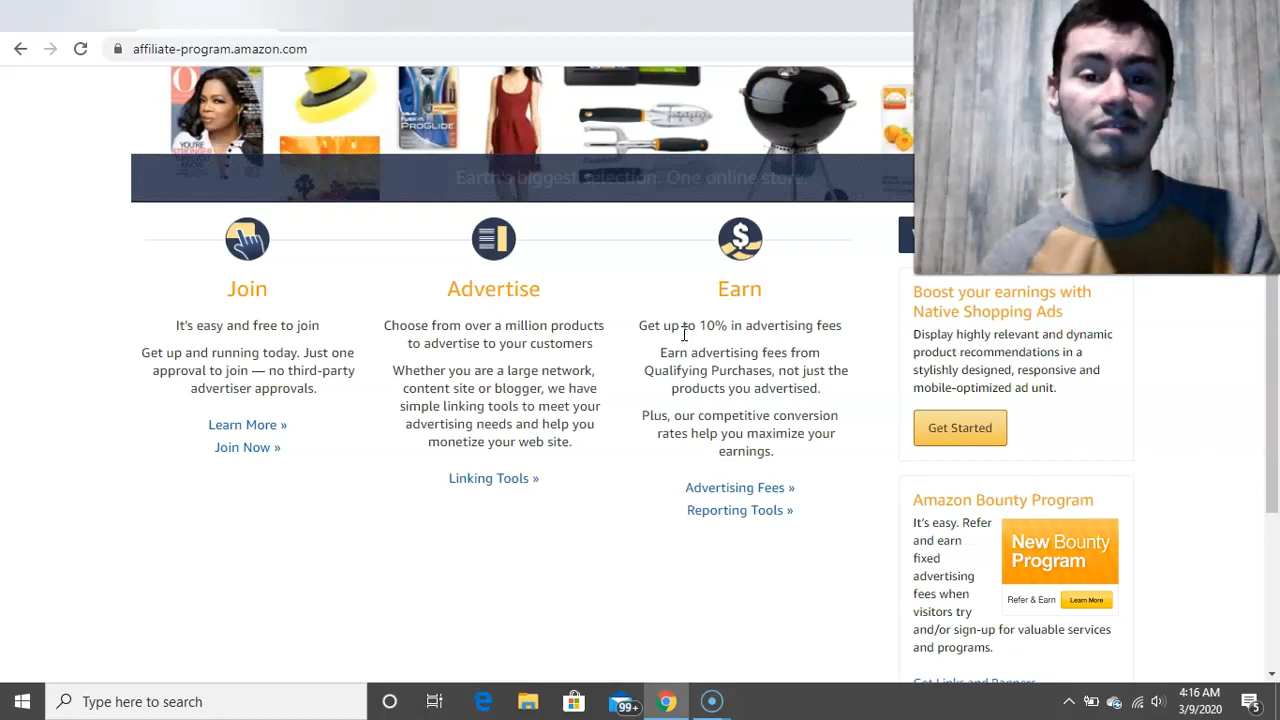 affiliate-program.amazon.com
O
YOU'RE
STRONGER
Gillette
Fusion
PROGLIDE
Earth's biggest selection. One online store.
Join
It's easy and free to join
Get up and running today. Just one
approval to join — no third-party
advertiser approvals.
Learn More »
Join Now »
Advertise
Choose from over a million products
to advertise to your customers
Whether you are a large network,
content site or blogger, we have
simple linking tools to meet your
advertising needs and help you
monetize your web site.
Linking Tools »
Earn
Get up to 10% in advertising fees
Earn advertising fees from
Qualifying Purchases, not just the
products you advertised.
Plus, our competitive conversion
rates help you maximize your
earnings.
Advertising Fees »
Reporting Tools »
Boost your earnings with
Native Shopping Ads
Display highly relevant and dynamic
product recommendations in a
stylishly designed, responsive and
mobile-optimized ad unit.
Get Started
Amazon Bounty Program
It's easy. Refer
and earn
fixed
advertising
fees when
visitors try
and/or sign-up for valuable services
and programs.
New Bounty
Program
Refer & Earn
Learn More
Get Links and Banners
Type here to search
99+
4:16 AM
3/9/2020
5